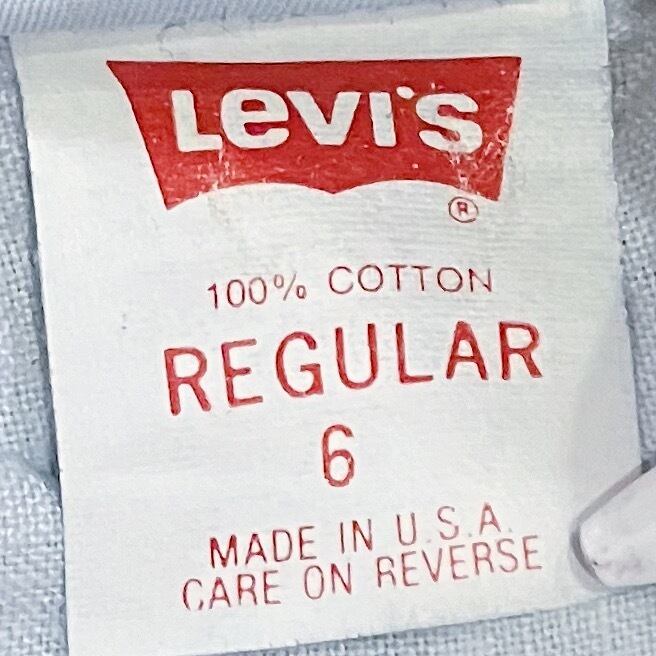 Levi's
®
100% COTTON
REGULAR
6
MADE IN U.S.A.
CARE ON REVERSE